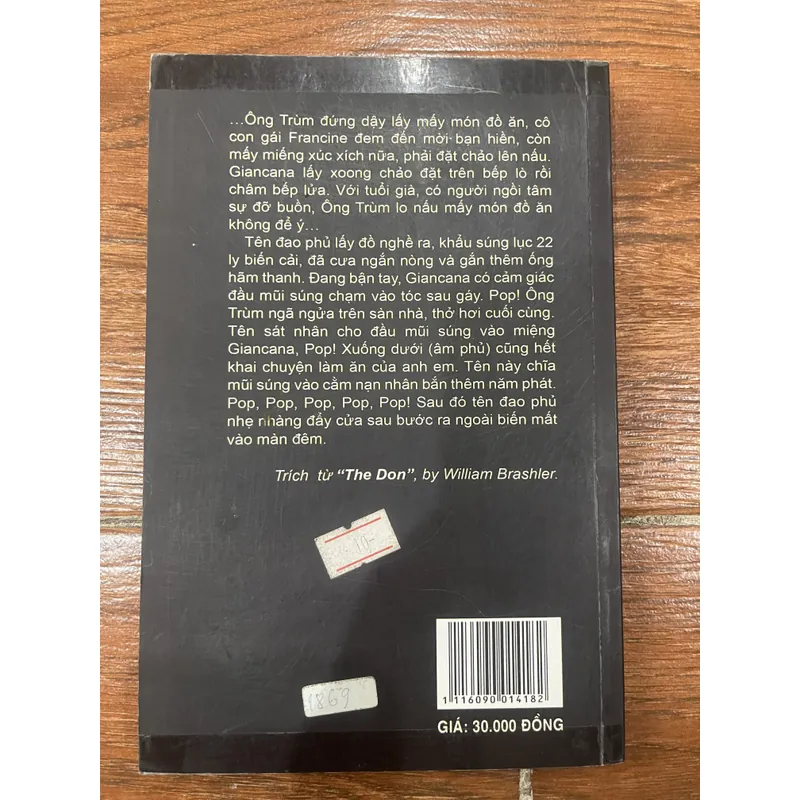 …Ông Trùm đứng dậy lấy mấy món đồ ăn, cô
con gái Francine đem đến mời bạn hiền, còn
mấy miếng xúc xích nữa, phải đặt chảo lên nấu.
Giancana lấy xoong chảo đặt trên bếp lò rồi
châm bếp lửa. Với tuổi già, có người ngồi tâm
sự đỡ buồn, Ông Trùm lo nấu mấy món đồ ăn
không để ý…
Tên đao phủ lấy đồ nghề ra, khẩu súng lục 22
ly biến cải, đã cưa ngắn nòng và gắn thêm ống
hãm thanh. Đang bận tay, Giancana có cảm giác
đầu mũi súng chạm vào tóc sau gáy. Pop! Ông
Trùm ngã ngửa trên sàn nhà, thở hơi cuối cùng.
Tên sát nhân cho đầu mũi súng vào miệng
Giancana, Pop! Xuống dưới (âm phủ) cũng hết
khai chuyện làm ăn của anh em. Tên này chĩa
mũi súng vào cằm nạn nhân bắn thêm năm phát.
Pop, Pop, Pop, Pop, Pop! Sau đó tên đao phủ
nhẹ nhàng đẩy cửa sau bước ra ngoài biến mất
vào màn đêm.
Trích từ “The Don”, by William Brashler.
10-
1869
1 116090 014182
GIÁ: 30.000 ĐỒNG